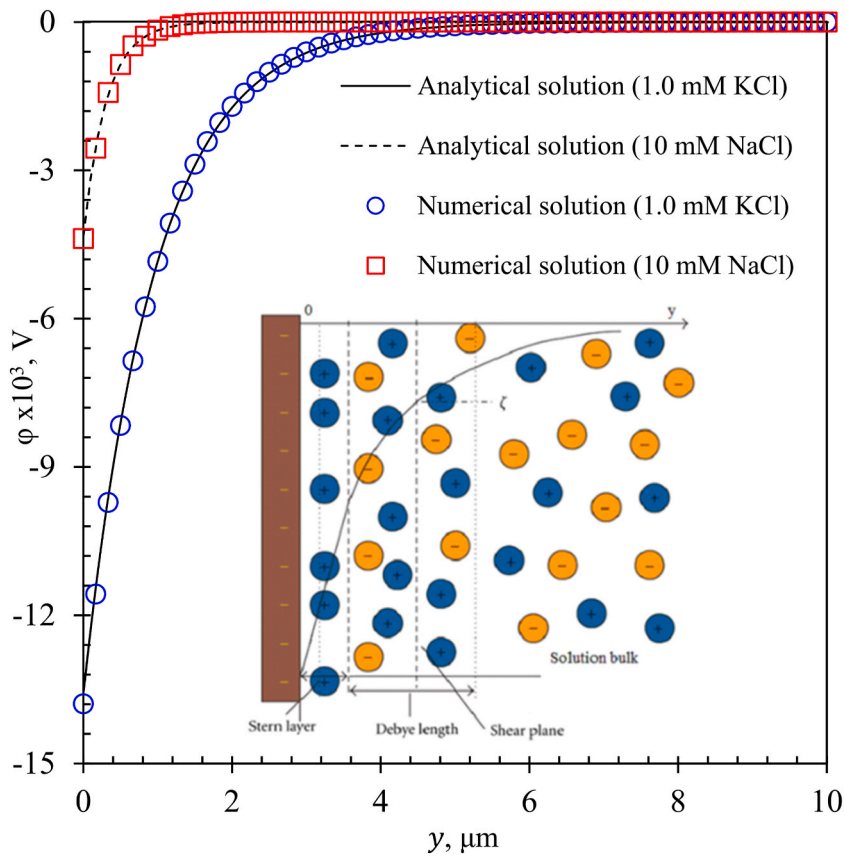 0
-3
-6
-9
-12
-15
φ x10³, V
Analytical solution (1.0 mM KCl)
Analytical solution (10 mM NaCl)
Numerical solution (1.0 mM KCl)
Numerical solution (10 mM NaCl)
0 y
ζ
Solution bulk
Stern layer
Debye length
Shear plane
0 2 4 6 8 10
y, μm